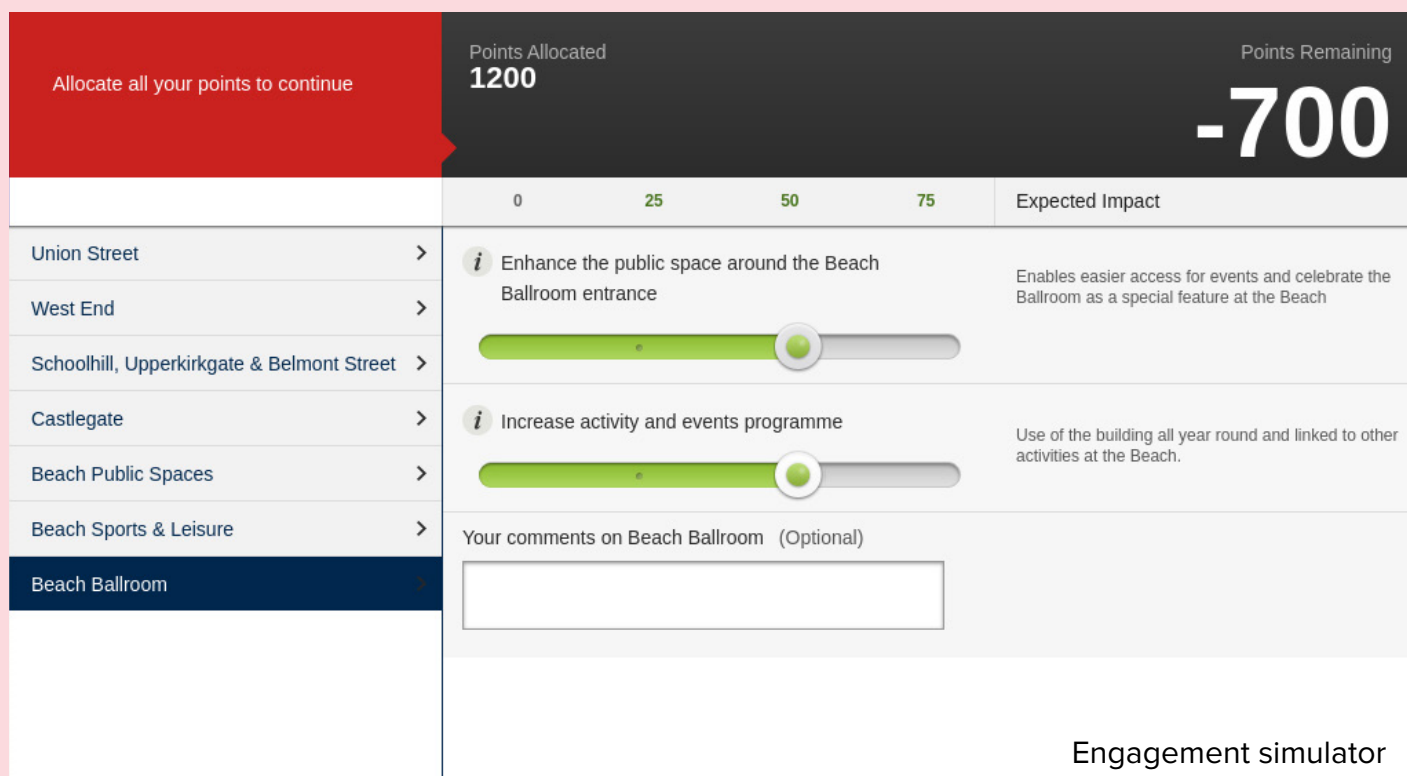 Allocate all your points to continue
Points Allocated
1200
Points Remaining
-700
0 25 50 75 Expected Impact
Union Street
West End
Schoolhill, Upperkirkgate & Belmont Street
Castlegate
Beach Public Spaces
Beach Sports & Leisure
Beach Ballroom
i Enhance the public space around the Beach
Ballroom entrance
Enables easier access for events and celebrate the
Ballroom as a special feature at the Beach
i Increase activity and events programme
Use of the building all year round and linked to other
activities at the Beach.
Your comments on Beach Ballroom (Optional)
Engagement simulator